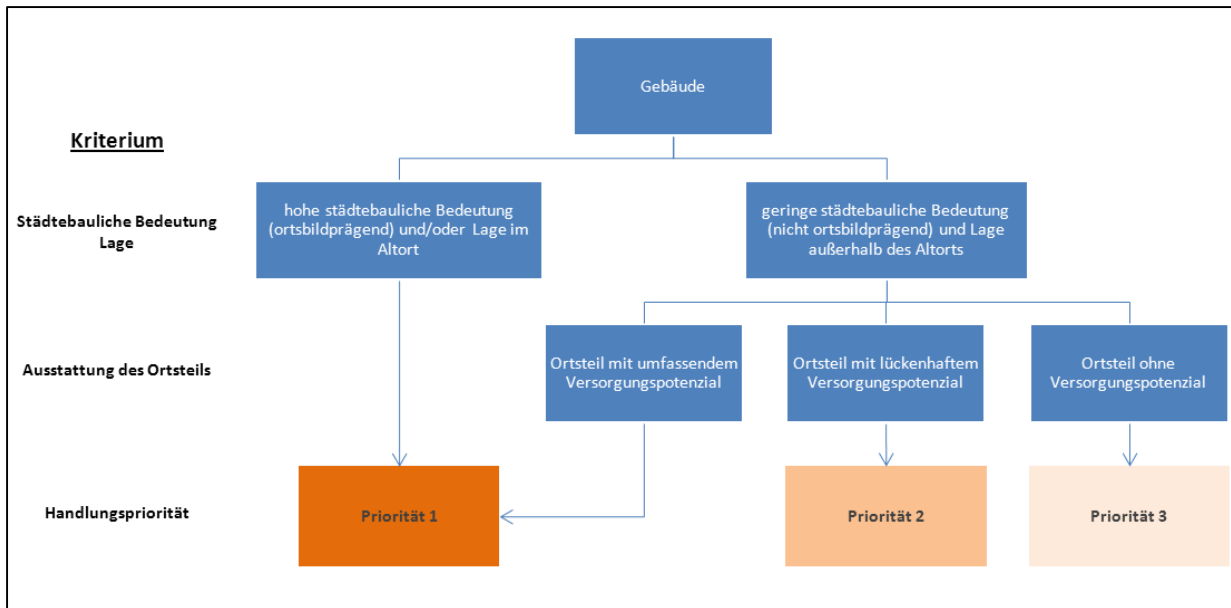 Gebäude
Kriterium
Städtebauliche Bedeutung
Lage
hohe städtebauliche Bedeutung
(ortsbildprägend) und/oder Lage im
Altort
geringe städtebauliche Bedeutung
(nicht ortsbildprägend) und Lage
außerhalb des Altorts
Ausstattung des Ortsteils
Ortsteil mit umfassendem
Versorgungspotenzial
Ortsteil mit lückenhaftem
Versorgungspotenzial
Ortsteil ohne
Versorgungspotenzial
Handlungspriorität
Priorität 1
Priorität 2
Priorität 3